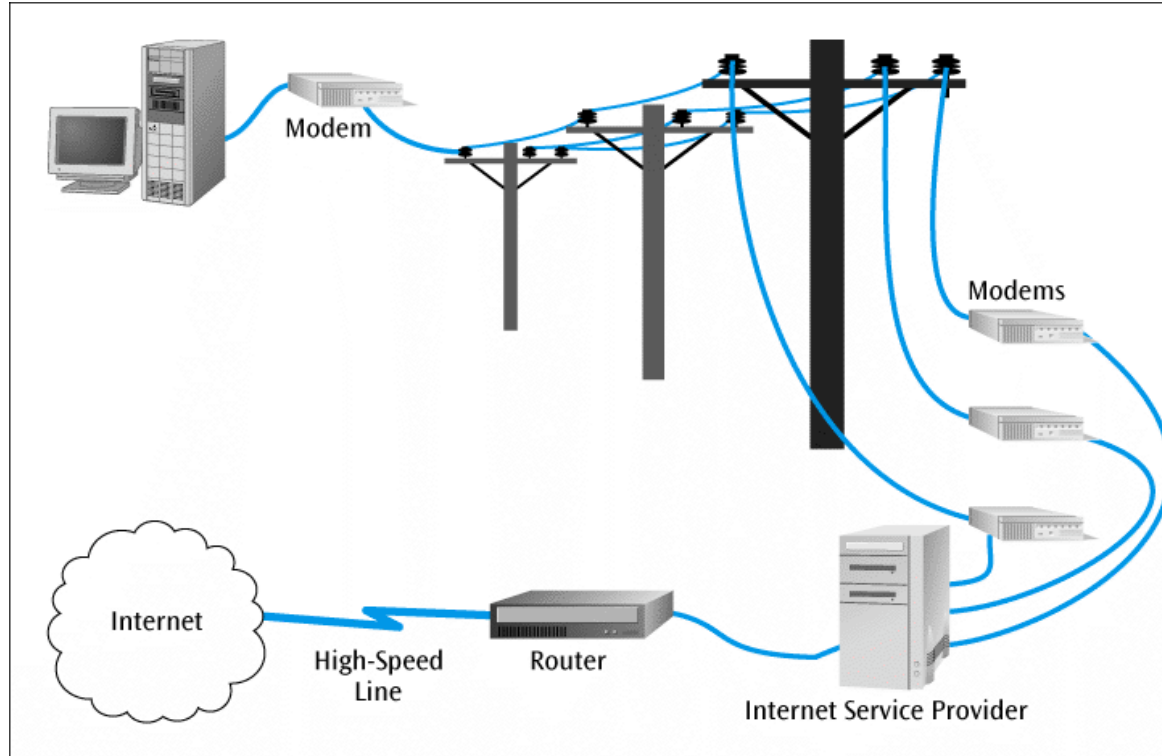 Modem
Modems
Internet
High-Speed
Line
Router
Internet Service Provider